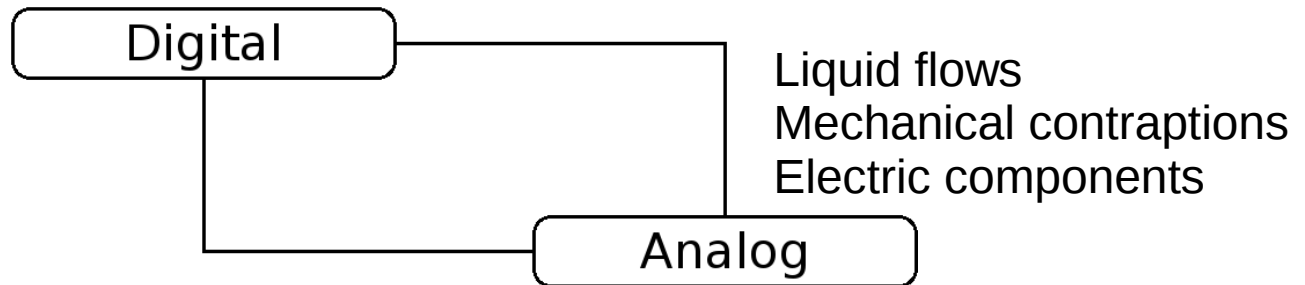 Digital
Liquid flows
Mechanical contraptions
Electric components
Analog